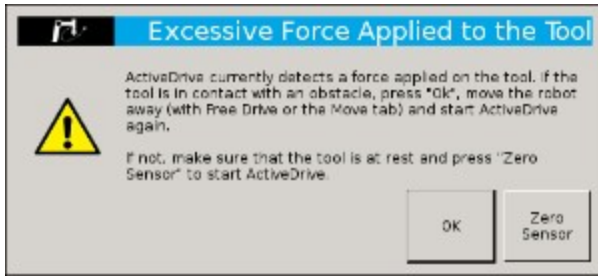 Excessive Force Applied to the Tool
ActiveDrive currently detects a force applied on the tool. If the
tool is in contact with an obstacle, press "Ok", move the robot
away (with Free Drive or the Move tab) and start ActiveDrive
again.
If not, make sure that the tool is at rest and press "Zero
Sensor" to start ActiveDrive.
OK
Zero
Sensor